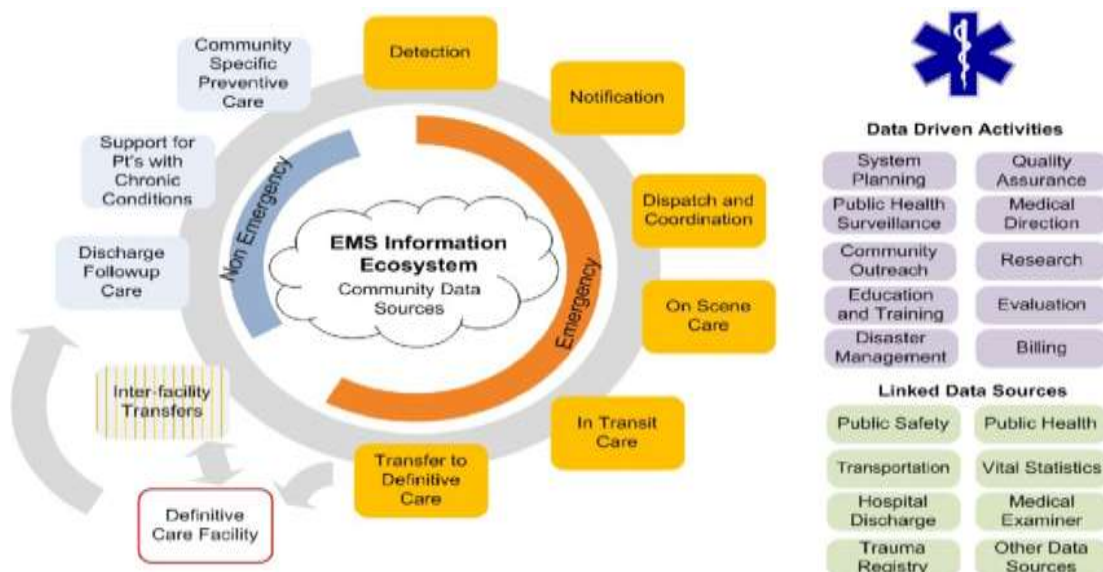 Community
Specific
Preventive
Care
Detection
Notification
Support for
Pt's with
Chronic
Conditions
Dispatch and
Coordination
Discharge
Followup
Care
On Scene
Care
Inter-facility
Transfers
In Transit
Care
Transfer to
Definitive
Care
Definitive
Care Facility
Non Emergency
Emergency
EMS Information
Ecosystem
Community Data
Sources
Data Driven Activities
System
Planning
Quality
Assurance
Public Health
Surveillance
Medical
Direction
Community
Outreach
Research
Education
and Training
Evaluation
Disaster
Management
Billing
Linked Data Sources
Public Safety
Public Health
Transportation
Vital Statistics
Hospital
Discharge
Medical
Examiner
Trauma
Registry
Other Data
Sources